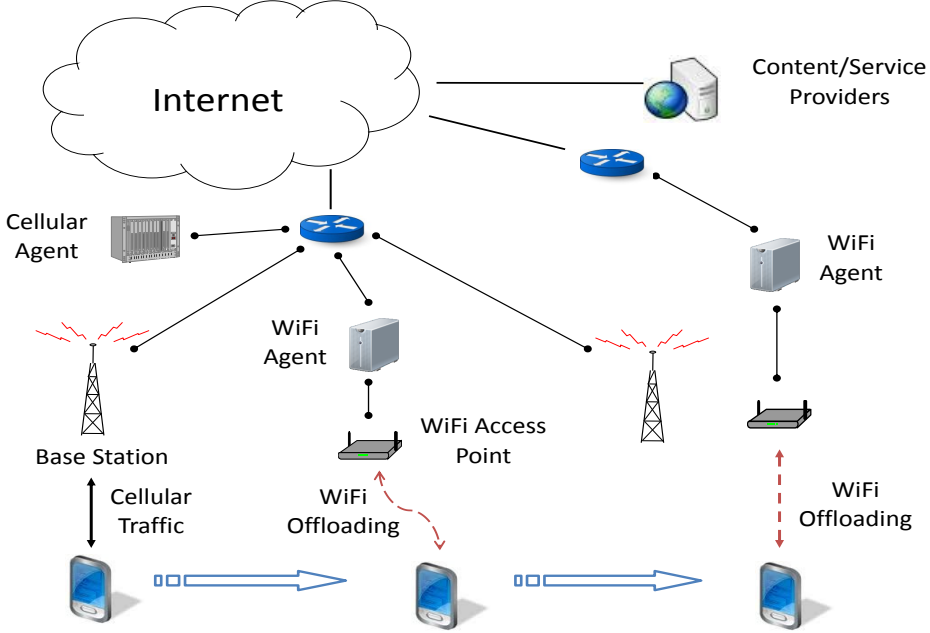 Internet
Content/Service
Providers
Cellular
Agent
WiFi
Agent
WiFi
Agent
WiFi Access
Point
Base Station
Cellular
Traffic
WiFi
Offloading
WiFi
Offloading